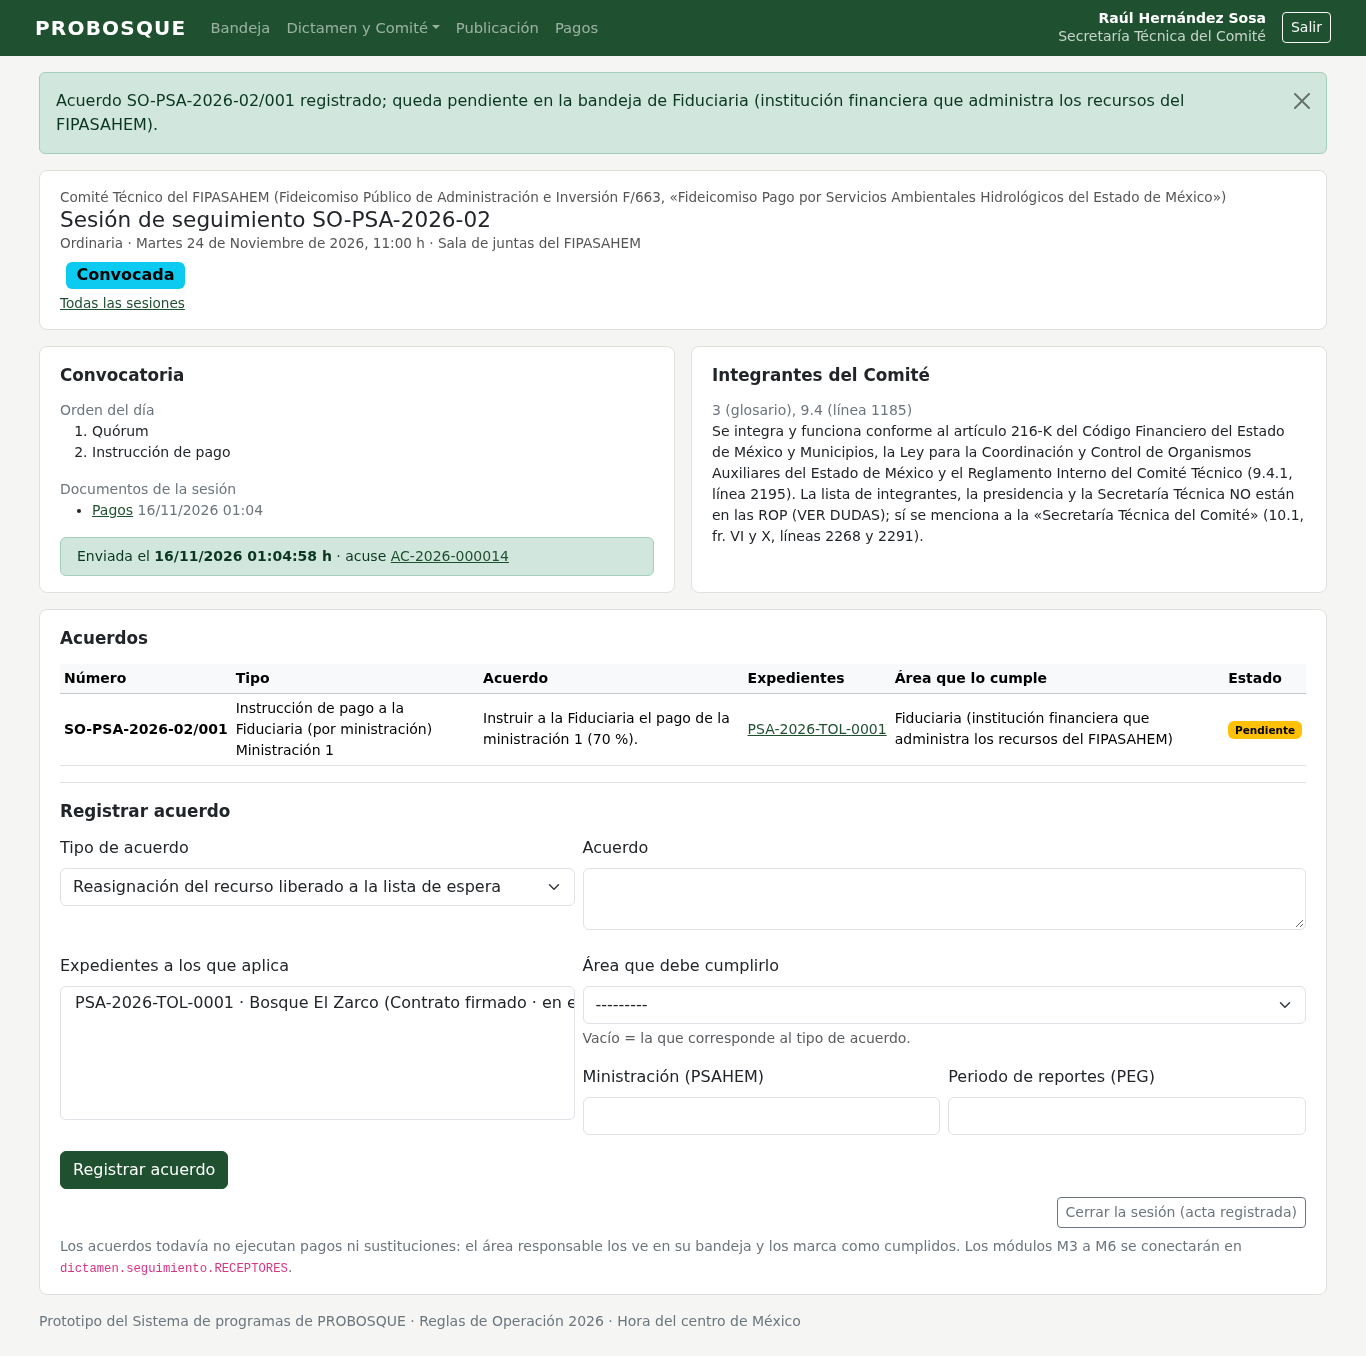 PROBOSQUE Bandeja Dictamen y Comité Publicación Pagos
Raúl Hernández Sosa
Secretaría Técnica del Comité
Salir
Acuerdo SO-PSA-2026-02/001 registrado; queda pendiente en la bandeja de Fiduciaria (institución financiera que administra los recursos del
FIPASAHEM).
Comité Técnico del FIPASAHEM (Fideicomiso Público de Administración e Inversión F/663, «Fideicomiso Pago por Servicios Ambientales Hidrológicos del Estado de México»)
Sesión de seguimiento SO-PSA-2026-02
Ordinaria · Martes 24 de Noviembre de 2026, 11:00 h · Sala de juntas del FIPASAHEM
Convocada
Todas las sesiones
Convocatoria
Orden del día
1. Quórum
2. Instrucción de pago
Documentos de la sesión
• Pagos 16/11/2026 01:04
Enviada el 16/11/2026 01:04:58 h · acuse AC-2026-000014
Integrantes del Comité
3 (glosario), 9.4 (línea 1185)
Se integra y funciona conforme al artículo 216-K del Código Financiero del Estado
de México y Municipios, la Ley para la Coordinación y Control de Organismos
Auxiliares del Estado de México y el Reglamento Interno del Comité Técnico (9.4.1,
línea 2195). La lista de integrantes, la presidencia y la Secretaría Técnica NO están
en las ROP (VER DUDAS); sí se menciona a la «Secretaría Técnica del Comité» (10.1,
fr. VI y X, líneas 2268 y 2291).
Acuerdos
Número Tipo Acuerdo Expedientes Área que lo cumple Estado
SO-PSA-2026-02/001
Instrucción de pago a la
Fiduciaria (por ministración)
Ministración 1
Instruir a la Fiduciaria el pago de la
ministración 1 (70 %).
PSA-2026-TOL-0001
Fiduciaria (institución financiera que
administra los recursos del FIPASAHEM)
Pendiente
Registrar acuerdo
Tipo de acuerdo
Reasignación del recurso liberado a la lista de espera
Acuerdo
Expedientes a los que aplica
PSA-2026-TOL-0001 · Bosque El Zarco (Contrato firmado · en e
Área que debe cumplirlo
---------
Vacío = la que corresponde al tipo de acuerdo.
Ministración (PSAHEM)
Periodo de reportes (PEG)
Registrar acuerdo
Cerrar la sesión (acta registrada)
Los acuerdos todavía no ejecutan pagos ni sustituciones: el área responsable los ve en su bandeja y los marca como cumplidos. Los módulos M3 a M6 se conectarán en
dictamen.seguimiento.RECEPTORES.
Prototipo del Sistema de programas de PROBOSQUE · Reglas de Operación 2026 · Hora del centro de México